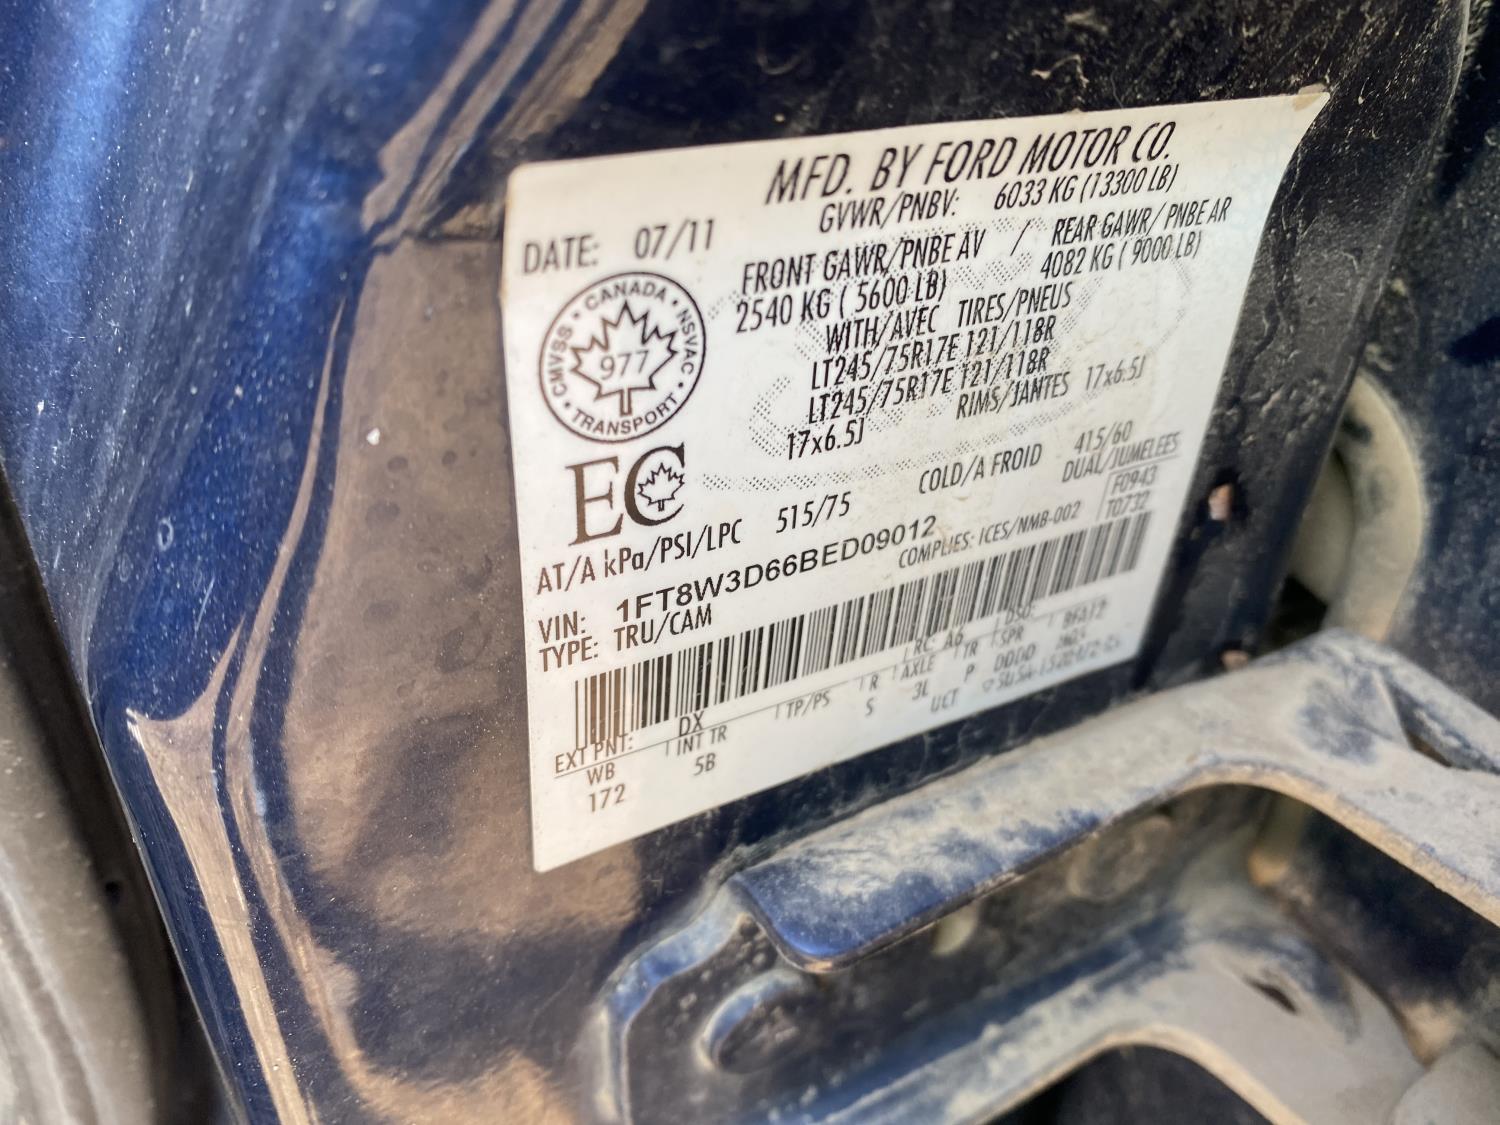 MFD. BY FORD MOTOR CO.
DATE: 07/11
GVWR/PNBV: 6033 KG (13300 LB)
FRONT GAWR/PNBE AV / REAR GAWR/ PNBE AR
2540 KG ( 5600 LB) 4082 KG ( 9000 LB)
WITH/AVEC TIRES/PNEUS
LT245/75R17E 121/118R
LT245/75R17E 121/118R
RIMS/JANTES 17x6.5J
17x6.5J
CANADA • NSVAC • TRANSPORT • CMVSS •
977
EC
AT/A kPa/PSI/LPC 515/75 COLD/A FROID 415/60
DUAL/JUMELEES
VIN: 1FT8W3D66BED09012
COMPLIES: ICES/NMB-002
F0943
T0732
TYPE: TRU/CAM
EXT PNT: DX RC: A6 DSO:
WB INT TR TP/PS R AXLE TR SPR
172 5B S 3L P DDDD
UCT